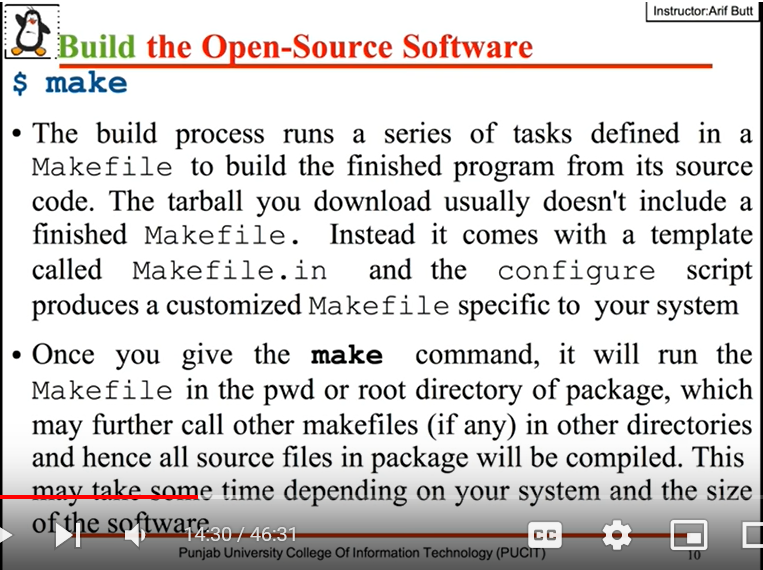 Instructor:Arif Butt
Build the Open-Source Software
$ make
• The build process runs a series of tasks defined in a
Makefile to build the finished program from its source
code. The tarball you download usually doesn't include a
finished Makefile. Instead it comes with a template
called Makefile.in and the configure script
produces a customized Makefile specific to your system
• Once you give the make command, it will run the
Makefile in the pwd or root directory of package, which
may further call other makefiles (if any) in other directories
and hence all source files in package will be compiled. This
may take some time depending on your system and the size
of the software
14:30 / 46:31
CC
Punjab University College Of Information Technology (PUCIT)
10